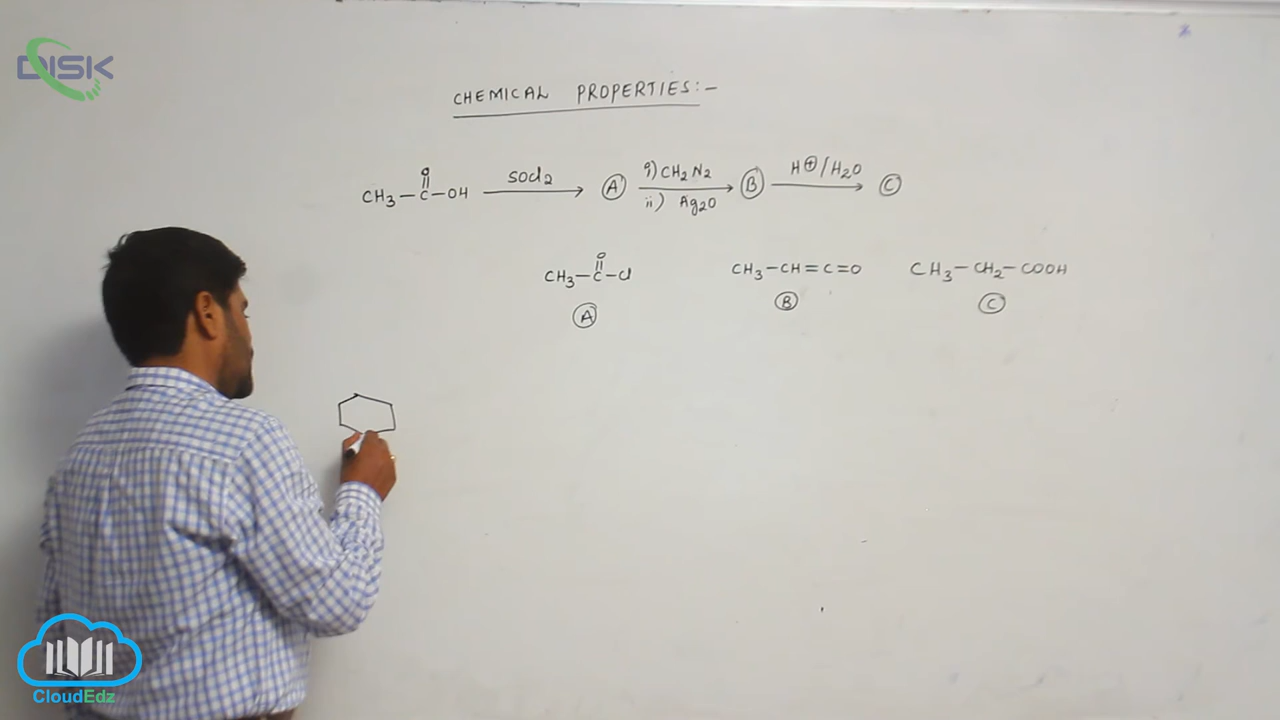 DISK
CHEMICAL PROPERTIES:-
CH3-C-OH SOCl2 A i) CH2N2 B H⊕/H2O C
O
ii) Ag2O
O
CH3-C-Cl CH3-CH=C=O CH3-CH2-COOH
A B C
CloudEdz